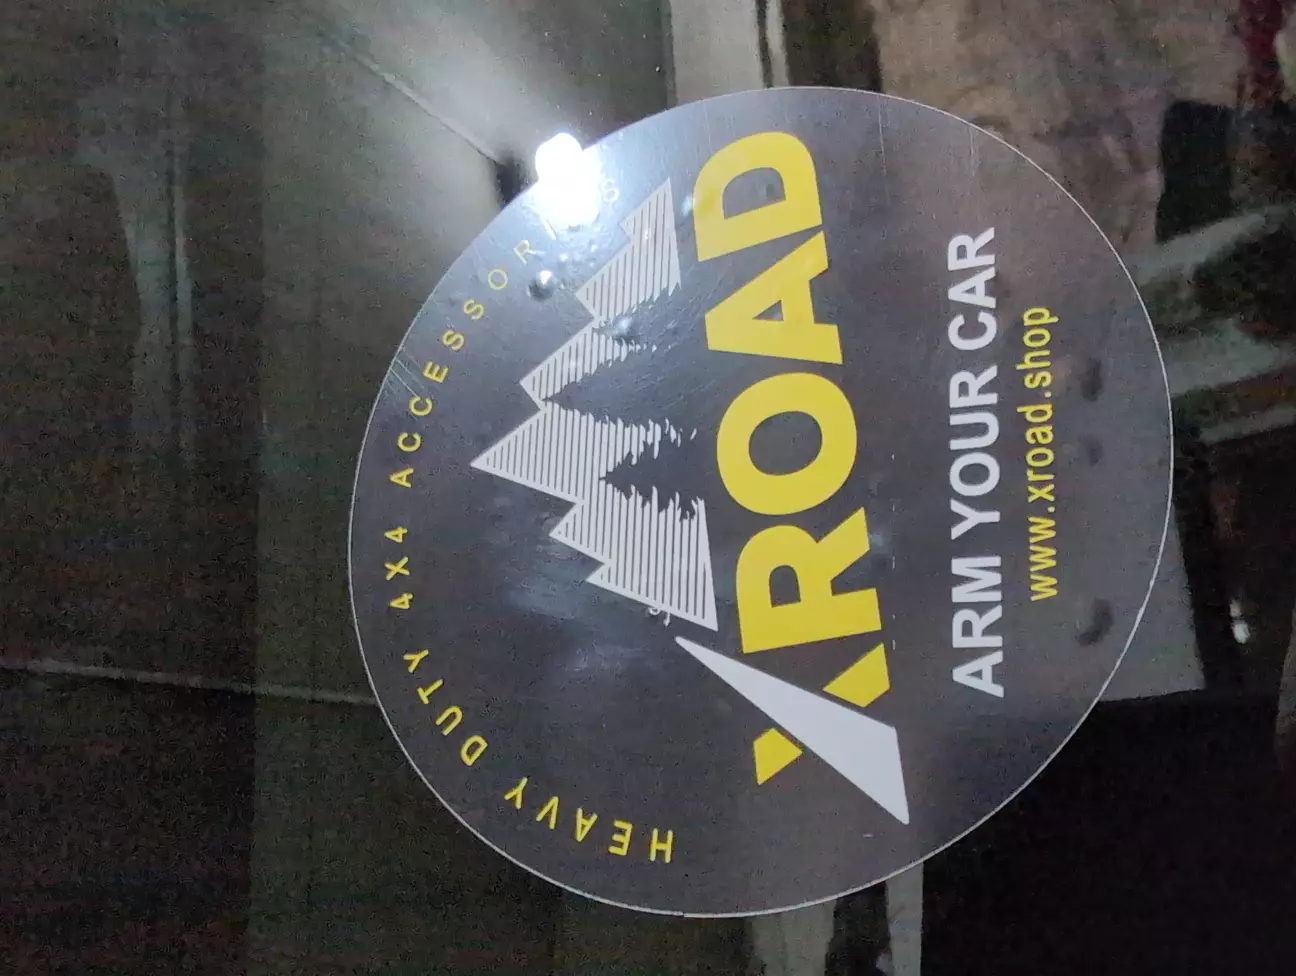 HEAVY DUTY 4X4 ACCESSORIES
XROAD
ARM YOUR CAR
www.xroad.shop